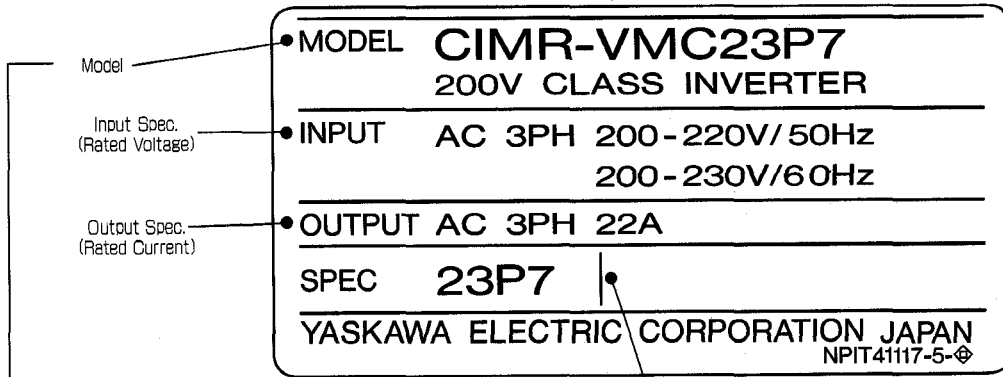 MODEL CIMR-VMC23P7
200V CLASS INVERTER
Model
Input Spec.
(Rated Voltage)
INPUT AC 3PH 200-220V/50Hz
200-230V/60Hz
Output Spec.
(Rated Current)
OUTPUT AC 3PH 22A
SPEC 23P7
YASKAWA ELECTRIC CORPORATION JAPAN
NPIT41117-5-